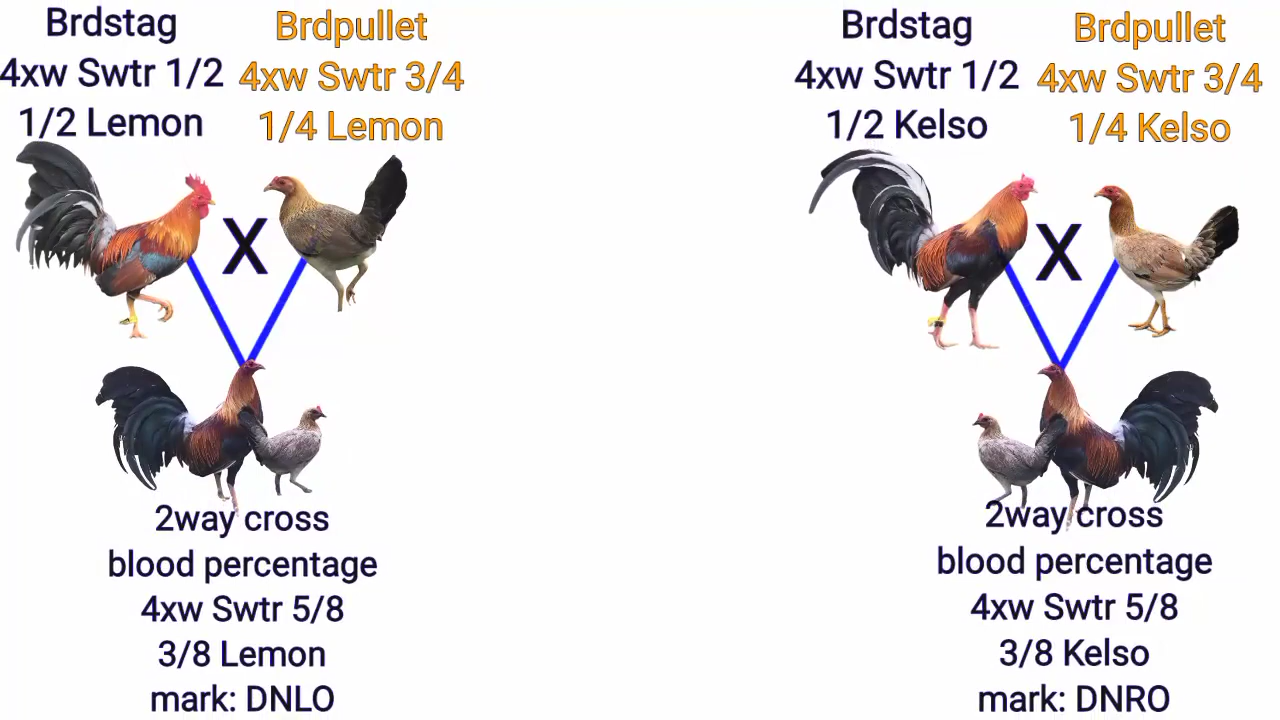 Brdstag
4xw Swtr 1/2
1/2 Lemon
Brdpullet
4xw Swtr 3/4
1/4 Lemon
X
2way cross
blood percentage
4xw Swtr 5/8
3/8 Lemon
mark: DNLO
Brdstag
4xw Swtr 1/2
1/2 Kelso
Brdpullet
4xw Swtr 3/4
1/4 Kelso
X
2way cross
blood percentage
4xw Swtr 5/8
3/8 Kelso
mark: DNRO